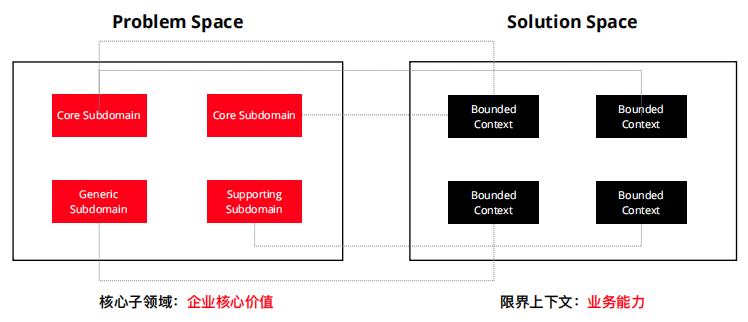 Problem Space
Solution Space
Core Subdomain
Core Subdomain
Bounded
Context
Bounded
Context
Generic
Subdomain
Supporting
Subdomain
Bounded
Context
Bounded
Context
核心子领域：企业核心价值
限界上下文：业务能力